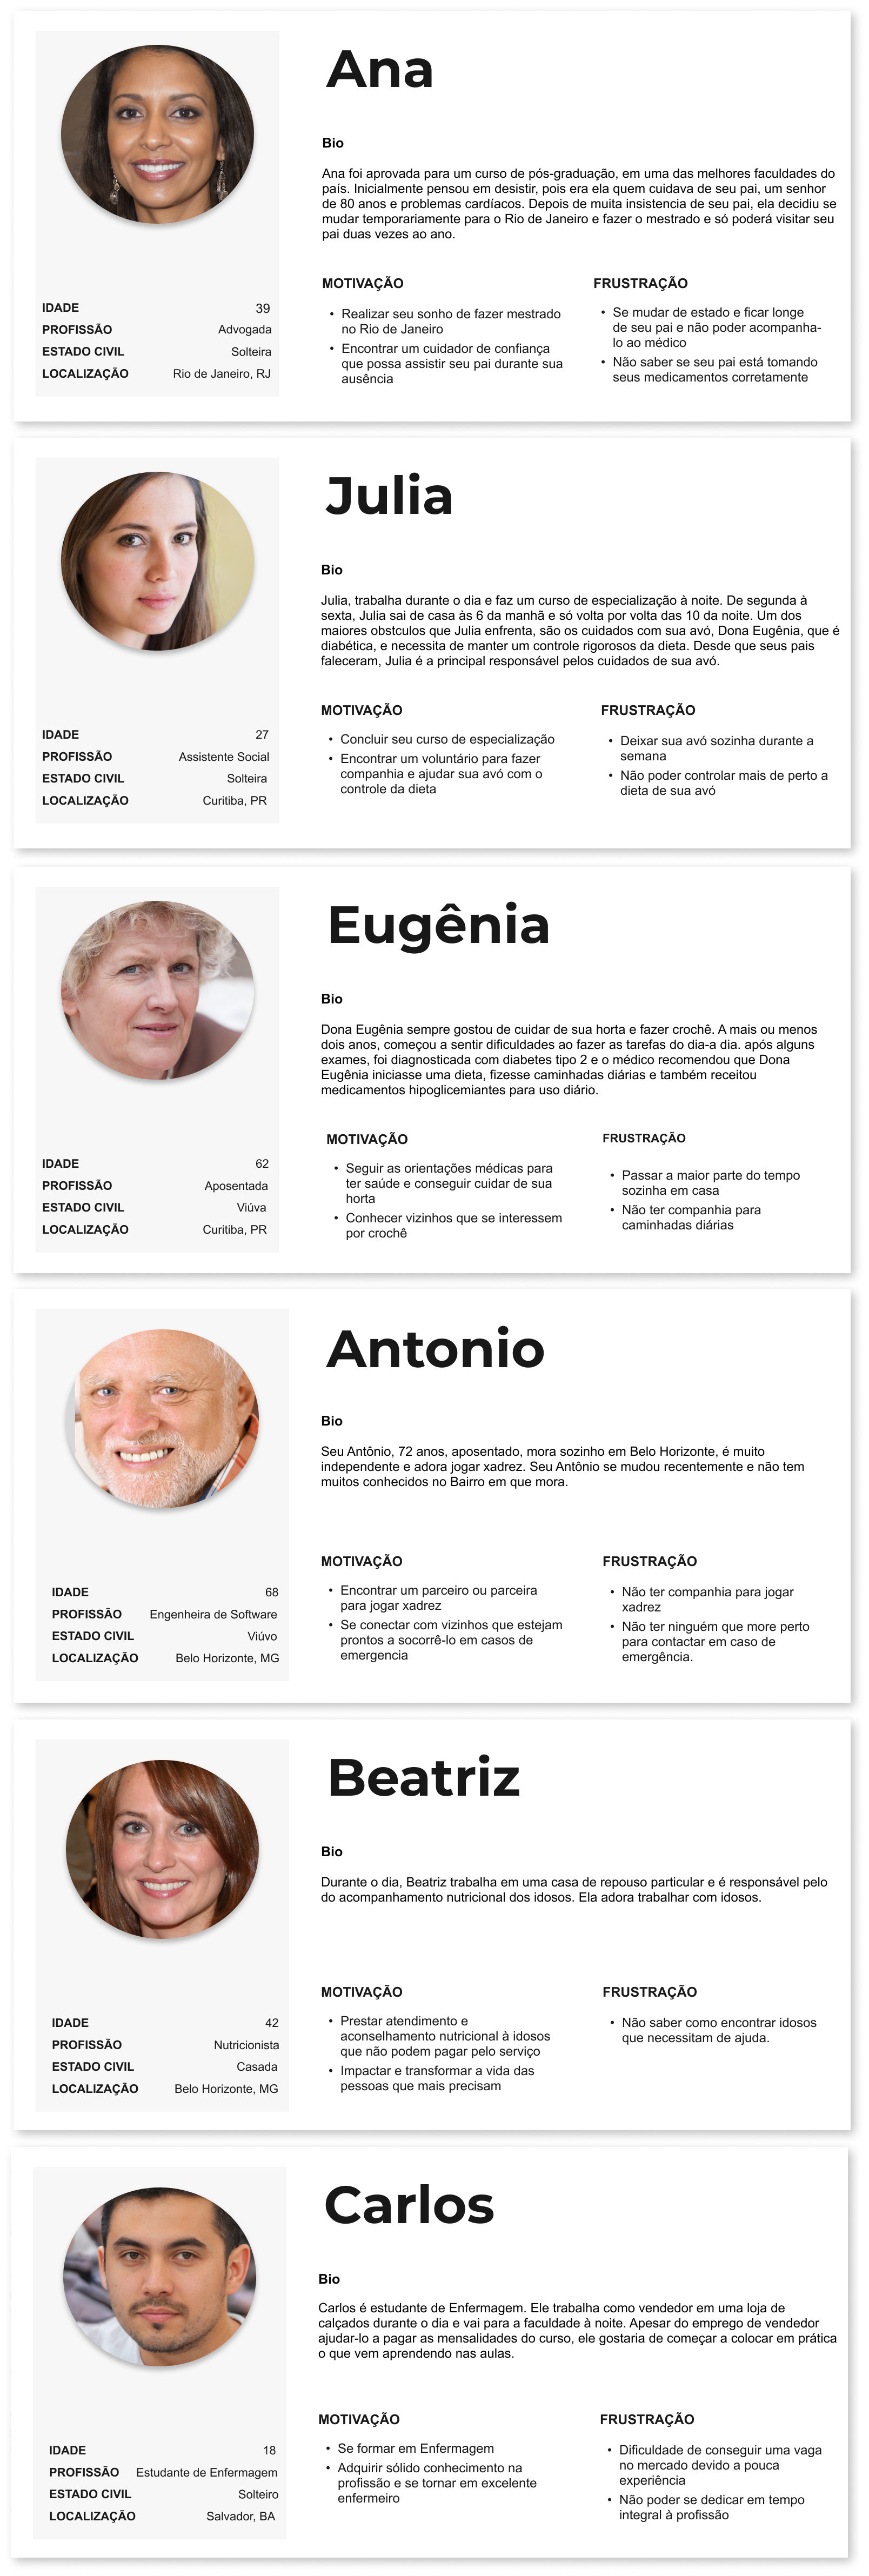 Ana
Bio
Ana foi aprovada para um curso de pós-graduação, em uma das melhores faculdades do
país. Inicialmente pensou em desistir, pois era ela quem cuidava de seu pai, um senhor
de 80 anos e problemas cardíacos. Depois de muita insistencia de seu pai, ela decidiu se
mudar temporariamente para o Rio de Janeiro e fazer o mestrado e só poderá visitar seu
pai duas vezes ao ano.
IDADE 39
PROFISSÃO Advogada
ESTADO CIVIL Solteira
LOCALIZAÇÃO Rio de Janeiro, RJ
MOTIVAÇÃO
• Realizar seu sonho de fazer mestrado
no Rio de Janeiro
• Encontrar um cuidador de confiança
que possa assistir seu pai durante sua
ausência
FRUSTRAÇÃO
• Se mudar de estado e ficar longe
de seu pai e não poder acompanha-
lo ao médico
• Não saber se seu pai está tomando
seus medicamentos corretamente
Julia
Bio
Julia, trabalha durante o dia e faz um curso de especialização à noite. De segunda à
sexta, Julia sai de casa às 6 da manhã e só volta por volta das 10 da noite. Um dos
maiores obstculos que Julia enfrenta, são os cuidados com sua avó, Dona Eugênia, que é
diabética, e necessita de manter um controle rigorosos da dieta. Desde que seus pais
faleceram, Julia é a principal responsável pelos cuidados de sua avó.
IDADE 27
PROFISSÃO Assistente Social
ESTADO CIVIL Solteira
LOCALIZAÇÃO Curitiba, PR
MOTIVAÇÃO
• Concluir seu curso de especialização
• Encontrar um voluntário para fazer
companhia e ajudar sua avó com o
controle da dieta
FRUSTRAÇÃO
• Deixar sua avó sozinha durante a
semana
• Não poder controlar mais de perto a
dieta de sua avó
Eugênia
Bio
Dona Eugênia sempre gostou de cuidar de sua horta e fazer crochê. A mais ou menos
dois anos, começou a sentir dificuldades ao fazer as tarefas do dia-a dia. após alguns
exames, foi diagnosticada com diabetes tipo 2 e o médico recomendou que Dona
Eugênia iniciasse uma dieta, fizesse caminhadas diárias e também receitou
medicamentos hipoglicemiantes para uso diário.
IDADE 62
PROFISSÃO Aposentada
ESTADO CIVIL Viúva
LOCALIZAÇÃO Curitiba, PR
MOTIVAÇÃO
• Seguir as orientações médicas para
ter saúde e conseguir cuidar de sua
horta
• Conhecer vizinhos que se interessem
por crochê
FRUSTRAÇÃO
• Passar a maior parte do tempo
sozinha em casa
• Não ter companhia para
caminhadas diárias
Antonio
Bio
Seu Antônio, 72 anos, aposentado, mora sozinho em Belo Horizonte, é muito
independente e adora jogar xadrez. Seu Antônio se mudou recentemente e não tem
muitos conhecidos no Bairro em que mora.
IDADE 68
PROFISSÃO Engenheira de Software
ESTADO CIVIL Viúvo
LOCALIZAÇÃO Belo Horizonte, MG
MOTIVAÇÃO
• Encontrar um parceiro ou parceira
para jogar xadrez
• Se conectar com vizinhos que estejam
prontos a socorrê-lo em casos de
emergencia
FRUSTRAÇÃO
• Não ter companhia para jogar
xadrez
• Não ter ninguém que more perto
para contactar em caso de
emergência.
Beatriz
Bio
Durante o dia, Beatriz trabalha em uma casa de repouso particular e é responsável pelo
do acompanhamento nutricional dos idosos. Ela adora trabalhar com idosos.
IDADE 42
PROFISSÃO Nutricionista
ESTADO CIVIL Casada
LOCALIZAÇÃO Belo Horizonte, MG
MOTIVAÇÃO
• Prestar atendimento e
aconselhamento nutricional à idosos
que não podem pagar pelo serviço
• Impactar e transformar a vida das
pessoas que mais precisam
FRUSTRAÇÃO
• Não saber como encontrar idosos
que necessitam de ajuda.
Carlos
Bio
Carlos é estudante de Enfermagem. Ele trabalha como vendedor em uma loja de
calçados durante o dia e vai para a faculdade à noite. Apesar do emprego de vendedor
ajudar-lo a pagar as mensalidades do curso, ele gostaria de começar a colocar em prática
o que vem aprendendo nas aulas.
IDADE 18
PROFISSÃO Estudante de Enfermagem
ESTADO CIVIL Solteiro
LOCALIZAÇÃO Salvador, BA
MOTIVAÇÃO
• Se formar em Enfermagem
• Adquirir sólido conhecimento na
profissão e se tornar em excelente
enfermeiro
FRUSTRAÇÃO
• Dificuldade de conseguir uma vaga
no mercado devido a pouca
experiência
• Não poder se dedicar em tempo
integral à profissão